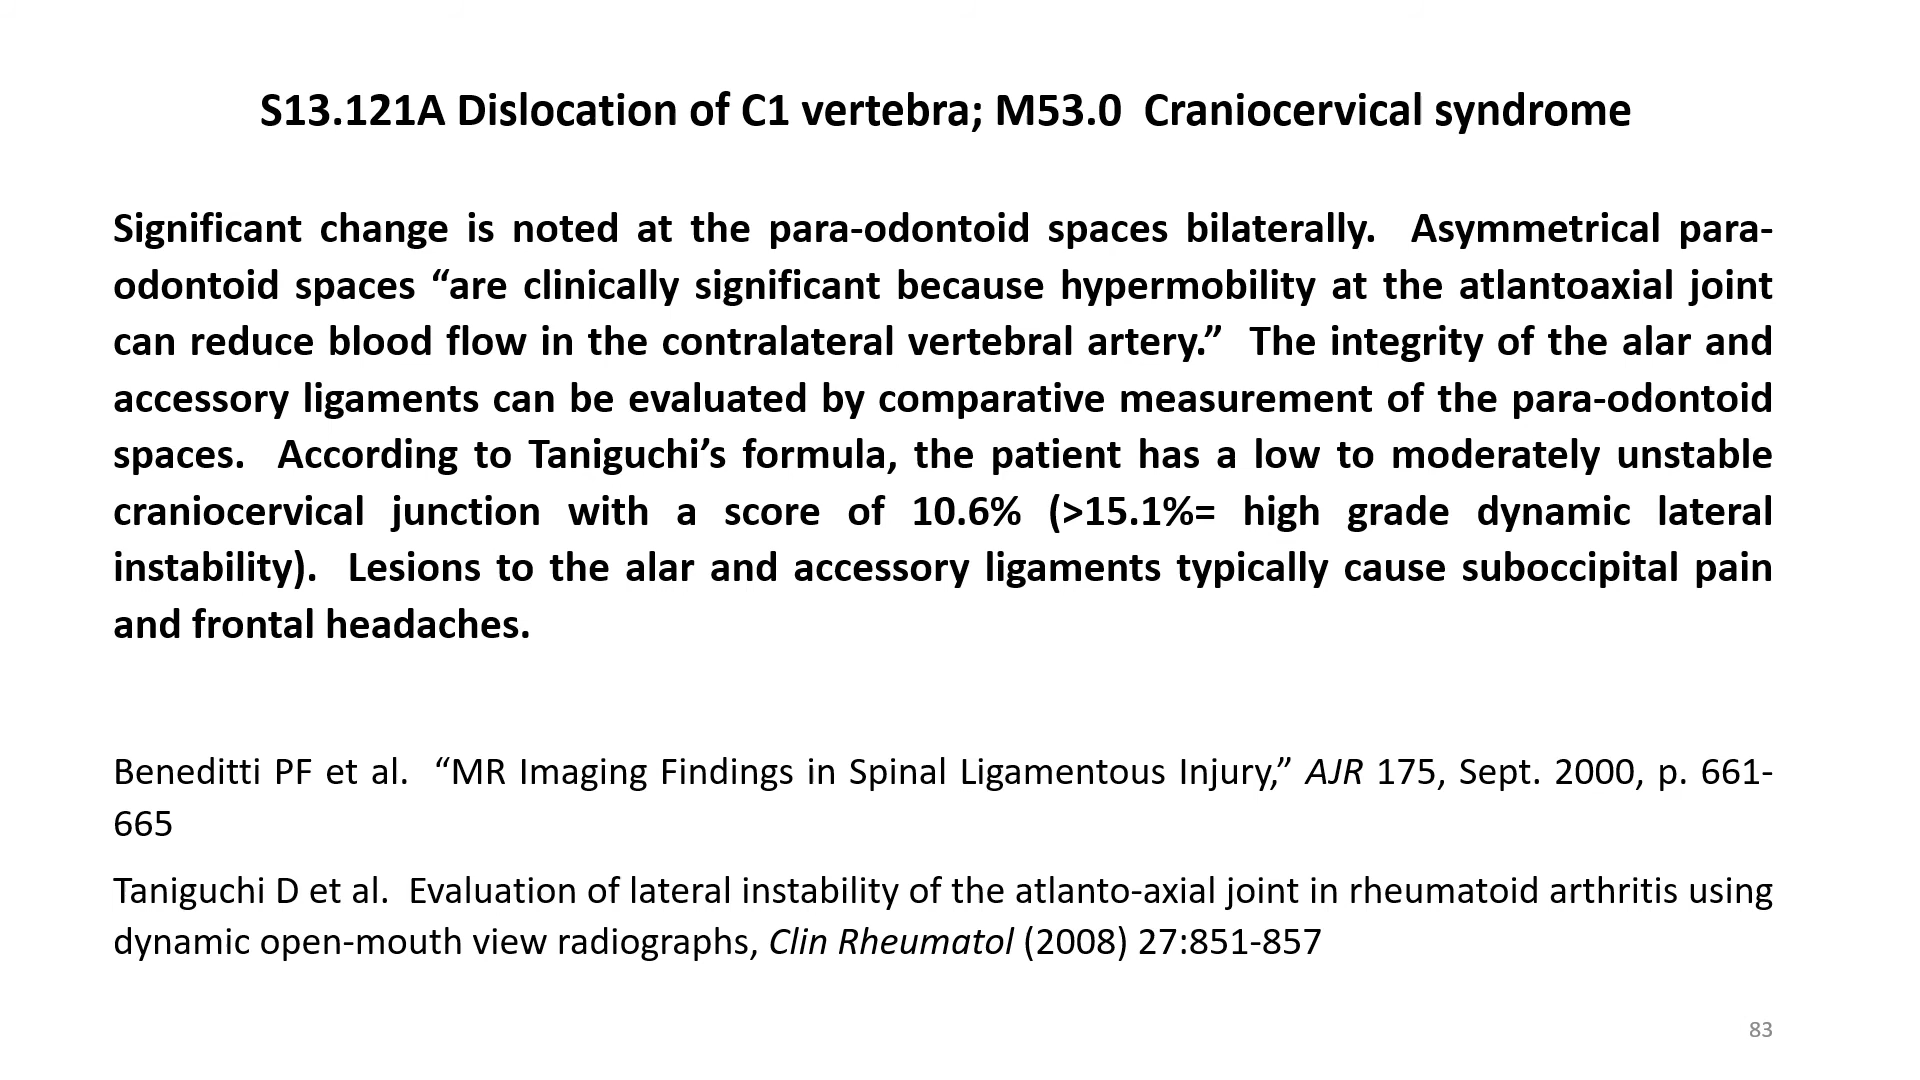 S13.121A Dislocation of C1 vertebra; M53.0  Craniocervical syndrome
Significant change is noted at the para-odontoid spaces bilaterally.  Asymmetrical para-
odontoid spaces “are clinically significant because hypermobility at the atlantoaxial joint
can reduce blood flow in the contralateral vertebral artery.”  The integrity of the alar and
accessory ligaments can be evaluated by comparative measurement of the para-odontoid
spaces.  According to Taniguchi’s formula, the patient has a low to moderately unstable
craniocervical junction with a score of 10.6% (>15.1%= high grade dynamic lateral
instability).  Lesions to the alar and accessory ligaments typically cause suboccipital pain
and frontal headaches.
Beneditti PF et al.  “MR Imaging Findings in Spinal Ligamentous Injury,” AJR 175, Sept. 2000, p. 661-
665
Taniguchi D et al.  Evaluation of lateral instability of the atlanto-axial joint in rheumatoid arthritis using
dynamic open-mouth view radiographs, Clin Rheumatol (2008) 27:851-857
83